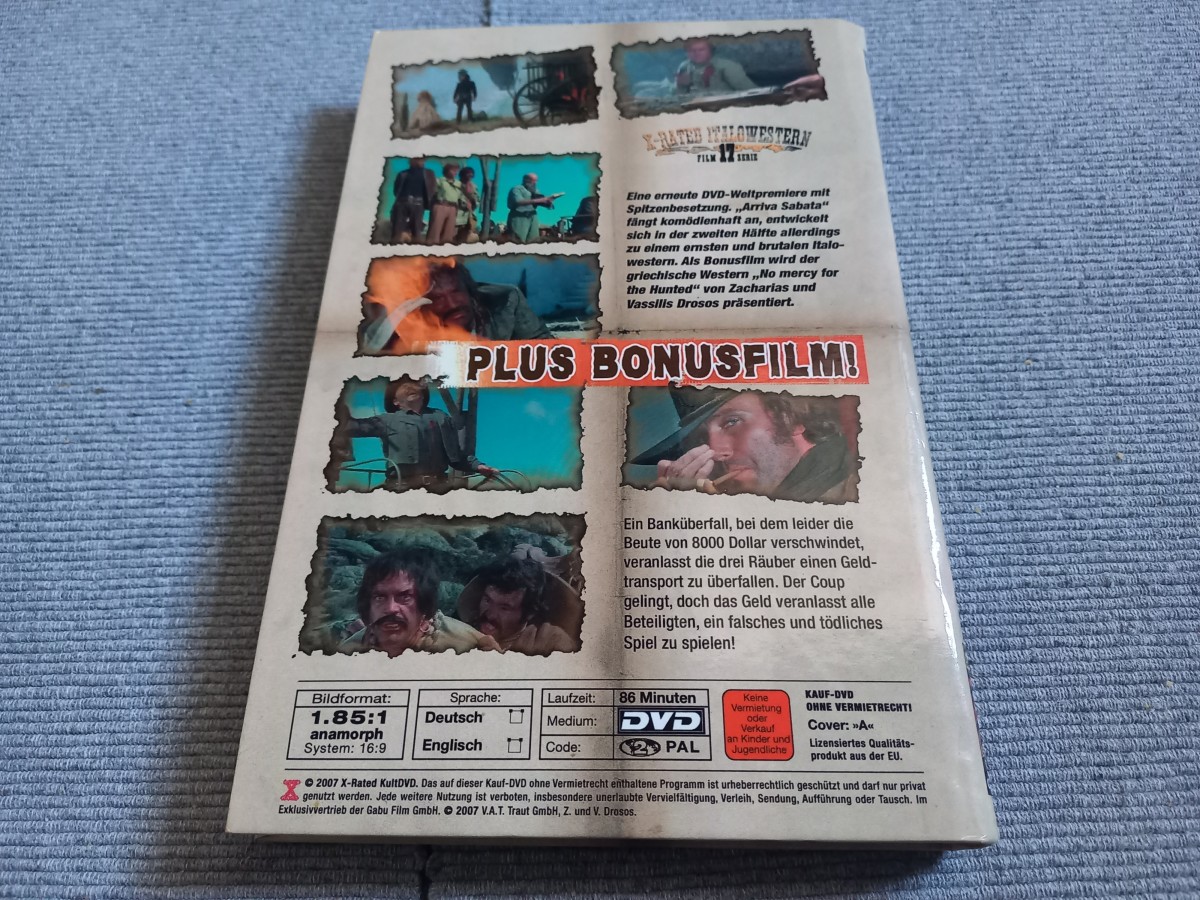 X-RATED ITALOWESTERN
FILM 17 SERIE
Eine erneute DVD-Weltpremiere mit
Spitzenbesetzung. „Arriva Sabata“
fängt komödienhaft an, entwickelt
sich in der zweiten Hälfte allerdings
zu einem ernsten und brutalen Italo-
western. Als Bonusfilm wird der
griechische Western „No mercy for
the Hunted“ von Zacharias und
Vassilis Drosos präsentiert.
PLUS BONUSFILM!
Ein Banküberfall, bei dem leider die
Beute von 8000 Dollar verschwindet,
veranlasst die drei Räuber einen Geld-
transport zu überfallen. Der Coup
gelingt, doch das Geld veranlasst alle
Beteiligten, ein falsches und tödliches
Spiel zu spielen!
Bildformat:
1.85:1
anamorph
System: 16:9
Sprache:
Deutsch
Englisch
Laufzeit: 86 Minuten
Medium: DVD
Code: 2 PAL
Keine
Vermietung
oder
Verkauf
an Kinder und
Jugendliche
KAUF-DVD
OHNE VERMIETRECHT!
Cover: »A«
Lizensiertes Qualitäts-
produkt aus der EU.
X © 2007 X-Rated KultDVD. Das auf dieser Kauf-DVD ohne Vermietrecht enthaltene Programm ist urheberrechtlich geschützt und darf nur privat
genutzt werden. Jede weitere Nutzung ist verboten, insbesondere unerlaubte Vervielfältigung, Verleih, Sendung, Aufführung oder Tausch. Im
Exklusivvertrieb der Gabu Film GmbH. © 2007 V.A.T. Traut GmbH, Z. und V. Drosos.